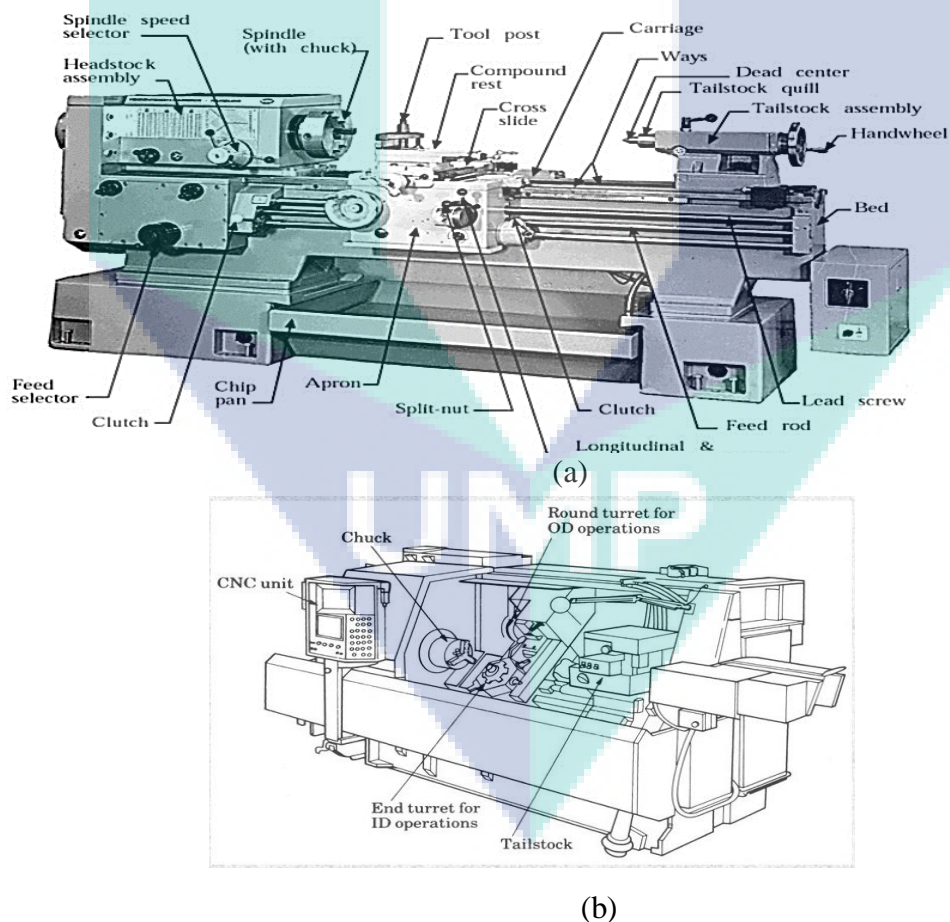 Spindle speed
selector
Headstock
assembly
Spindle
(with chuck)
Tool post
Compound
rest
Cross
slide
Carriage
Ways
Dead center
Tailstock quill
Tailstock assembly
Handwheel
Bed
Feed
selector
Clutch
Chip
pan
Apron
Split-nut
Clutch
Feed rod
Lead screw
Longitudinal &
(a)
UMP
Round turret for
OD operations
Chuck
CNC unit
End turret for
ID operations
Tailstock
(b)